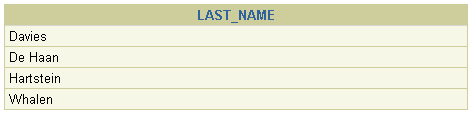 LAST_NAME
Davies
De Haan
Hartstein
Whalen